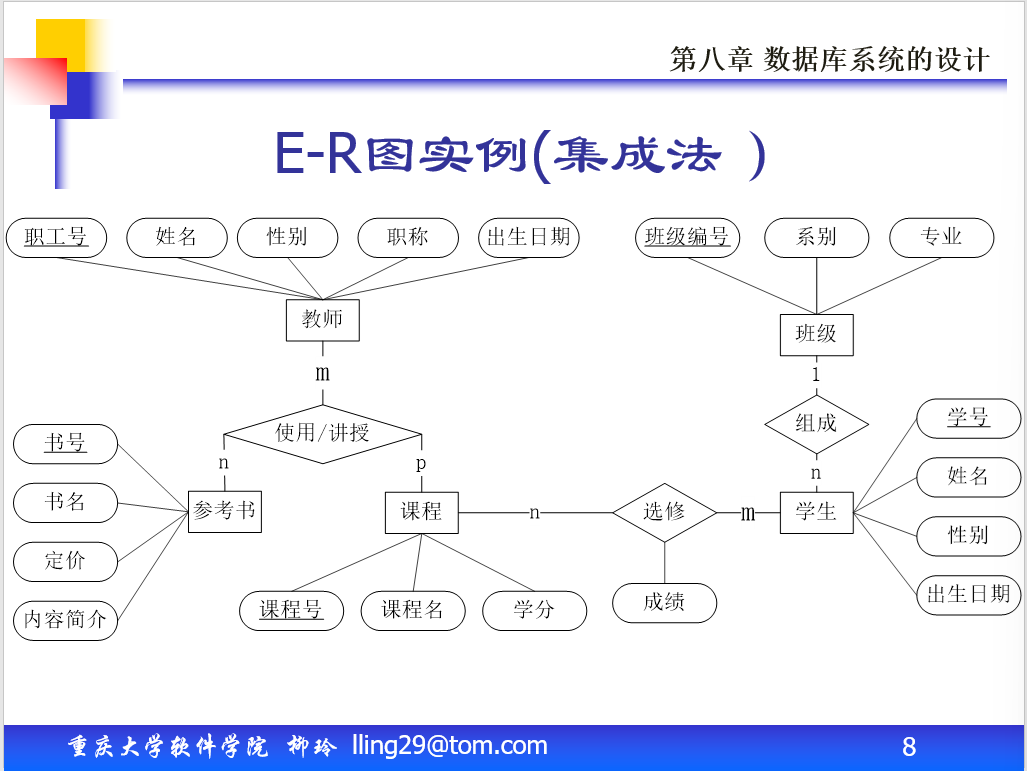 第八章 数据库系统的设计
E-R图实例(集成法 )
职工号 姓名 性别 职称 出生日期 班级编号 系别 专业
教师 班级
m 1
使用/讲授 组成 学号
书号 n p n 姓名
书名 参考书 课程 n 选修 m 学生
定价 性别
内容简介 课程号 课程名 学分 成绩 出生日期
重庆大学软件学院 柳玲 lling29@tom.com 8